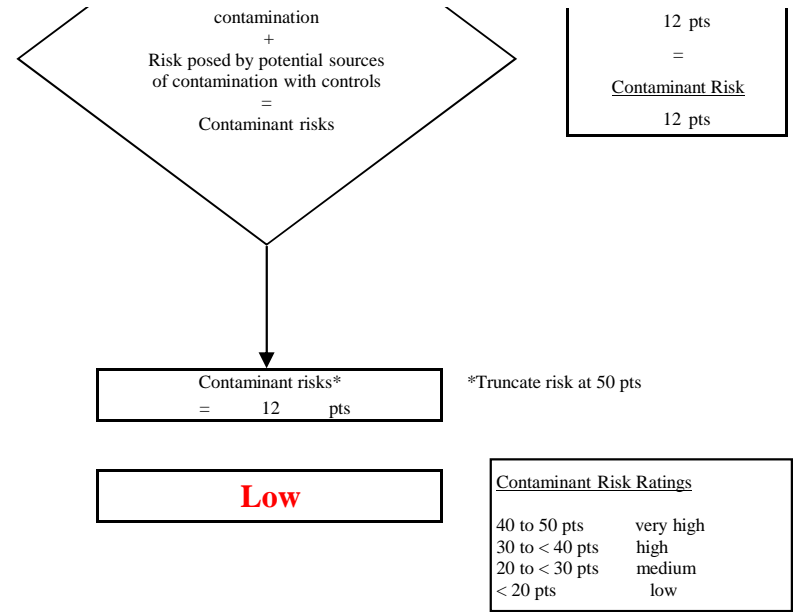 contamination
+
Risk posed by potential sources
of contamination with controls
=
Contaminant risks
12 pts
=
Contaminant Risk
12 pts
Contaminant risks*
= 12 pts
*Truncate risk at 50 pts
Low
Contaminant Risk Ratings
40 to 50 pts very high
30 to < 40 pts high
20 to < 30 pts medium
< 20 pts low